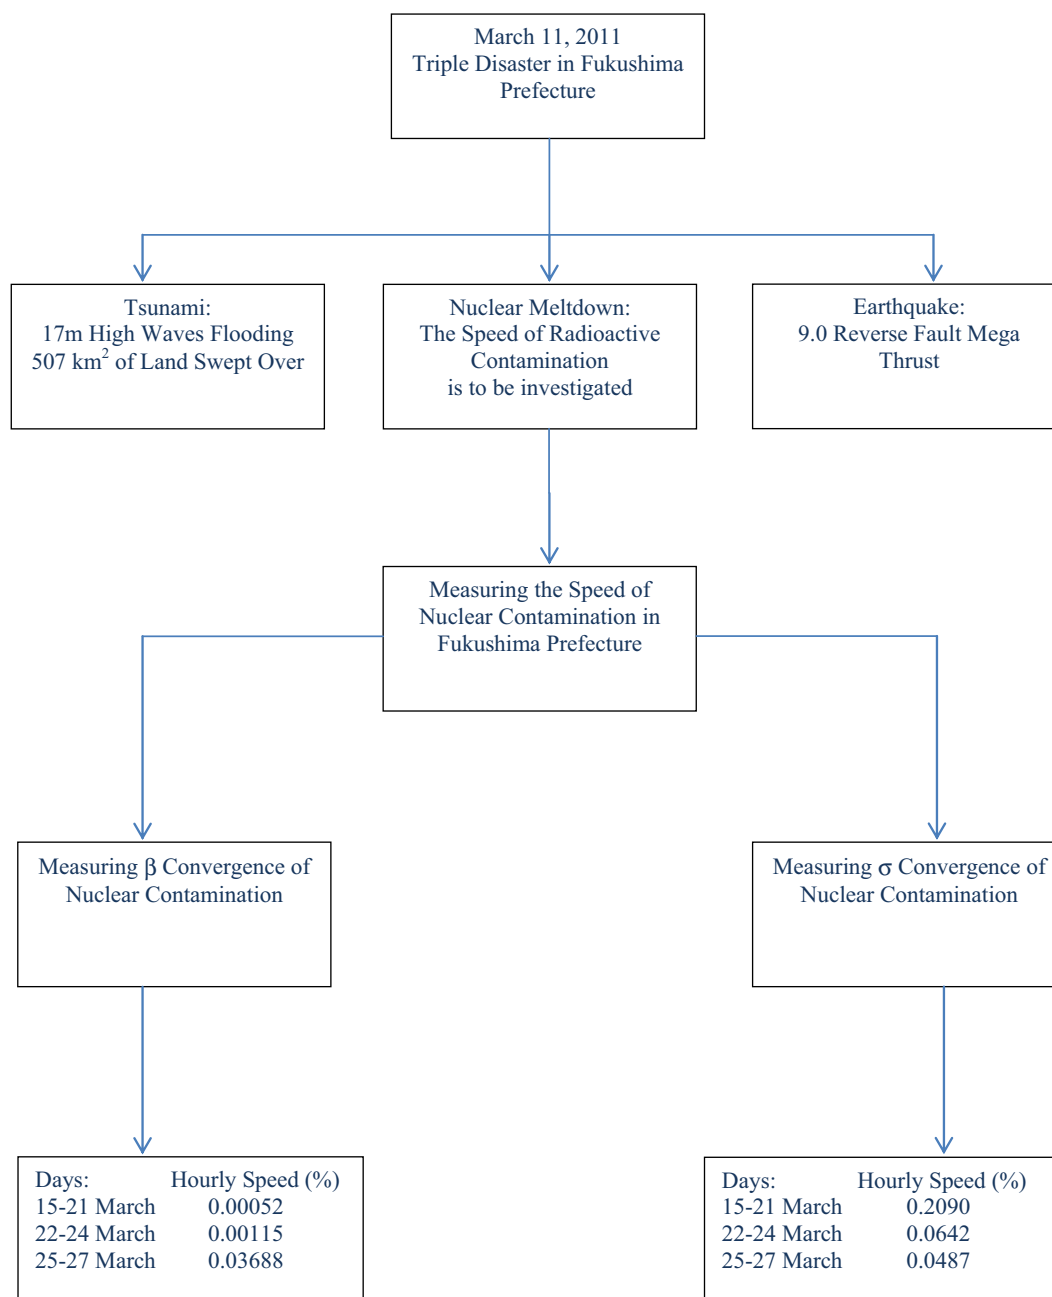 March 11, 2011
Triple Disaster in Fukushima
Prefecture
Tsunami:
17m High Waves Flooding
507 km² of Land Swept Over
Nuclear Meltdown:
The Speed of Radioactive
Contamination
is to be investigated
Earthquake:
9.0 Reverse Fault Mega
Thrust
Measuring the Speed of
Nuclear Contamination in
Fukushima Prefecture
Measuring β Convergence of
Nuclear Contamination
Measuring σ Convergence of
Nuclear Contamination
Days: Hourly Speed (%)
15-21 March 0.00052
22-24 March 0.00115
25-27 March 0.03688
Days: Hourly Speed (%)
15-21 March 0.2090
22-24 March 0.0642
25-27 March 0.0487